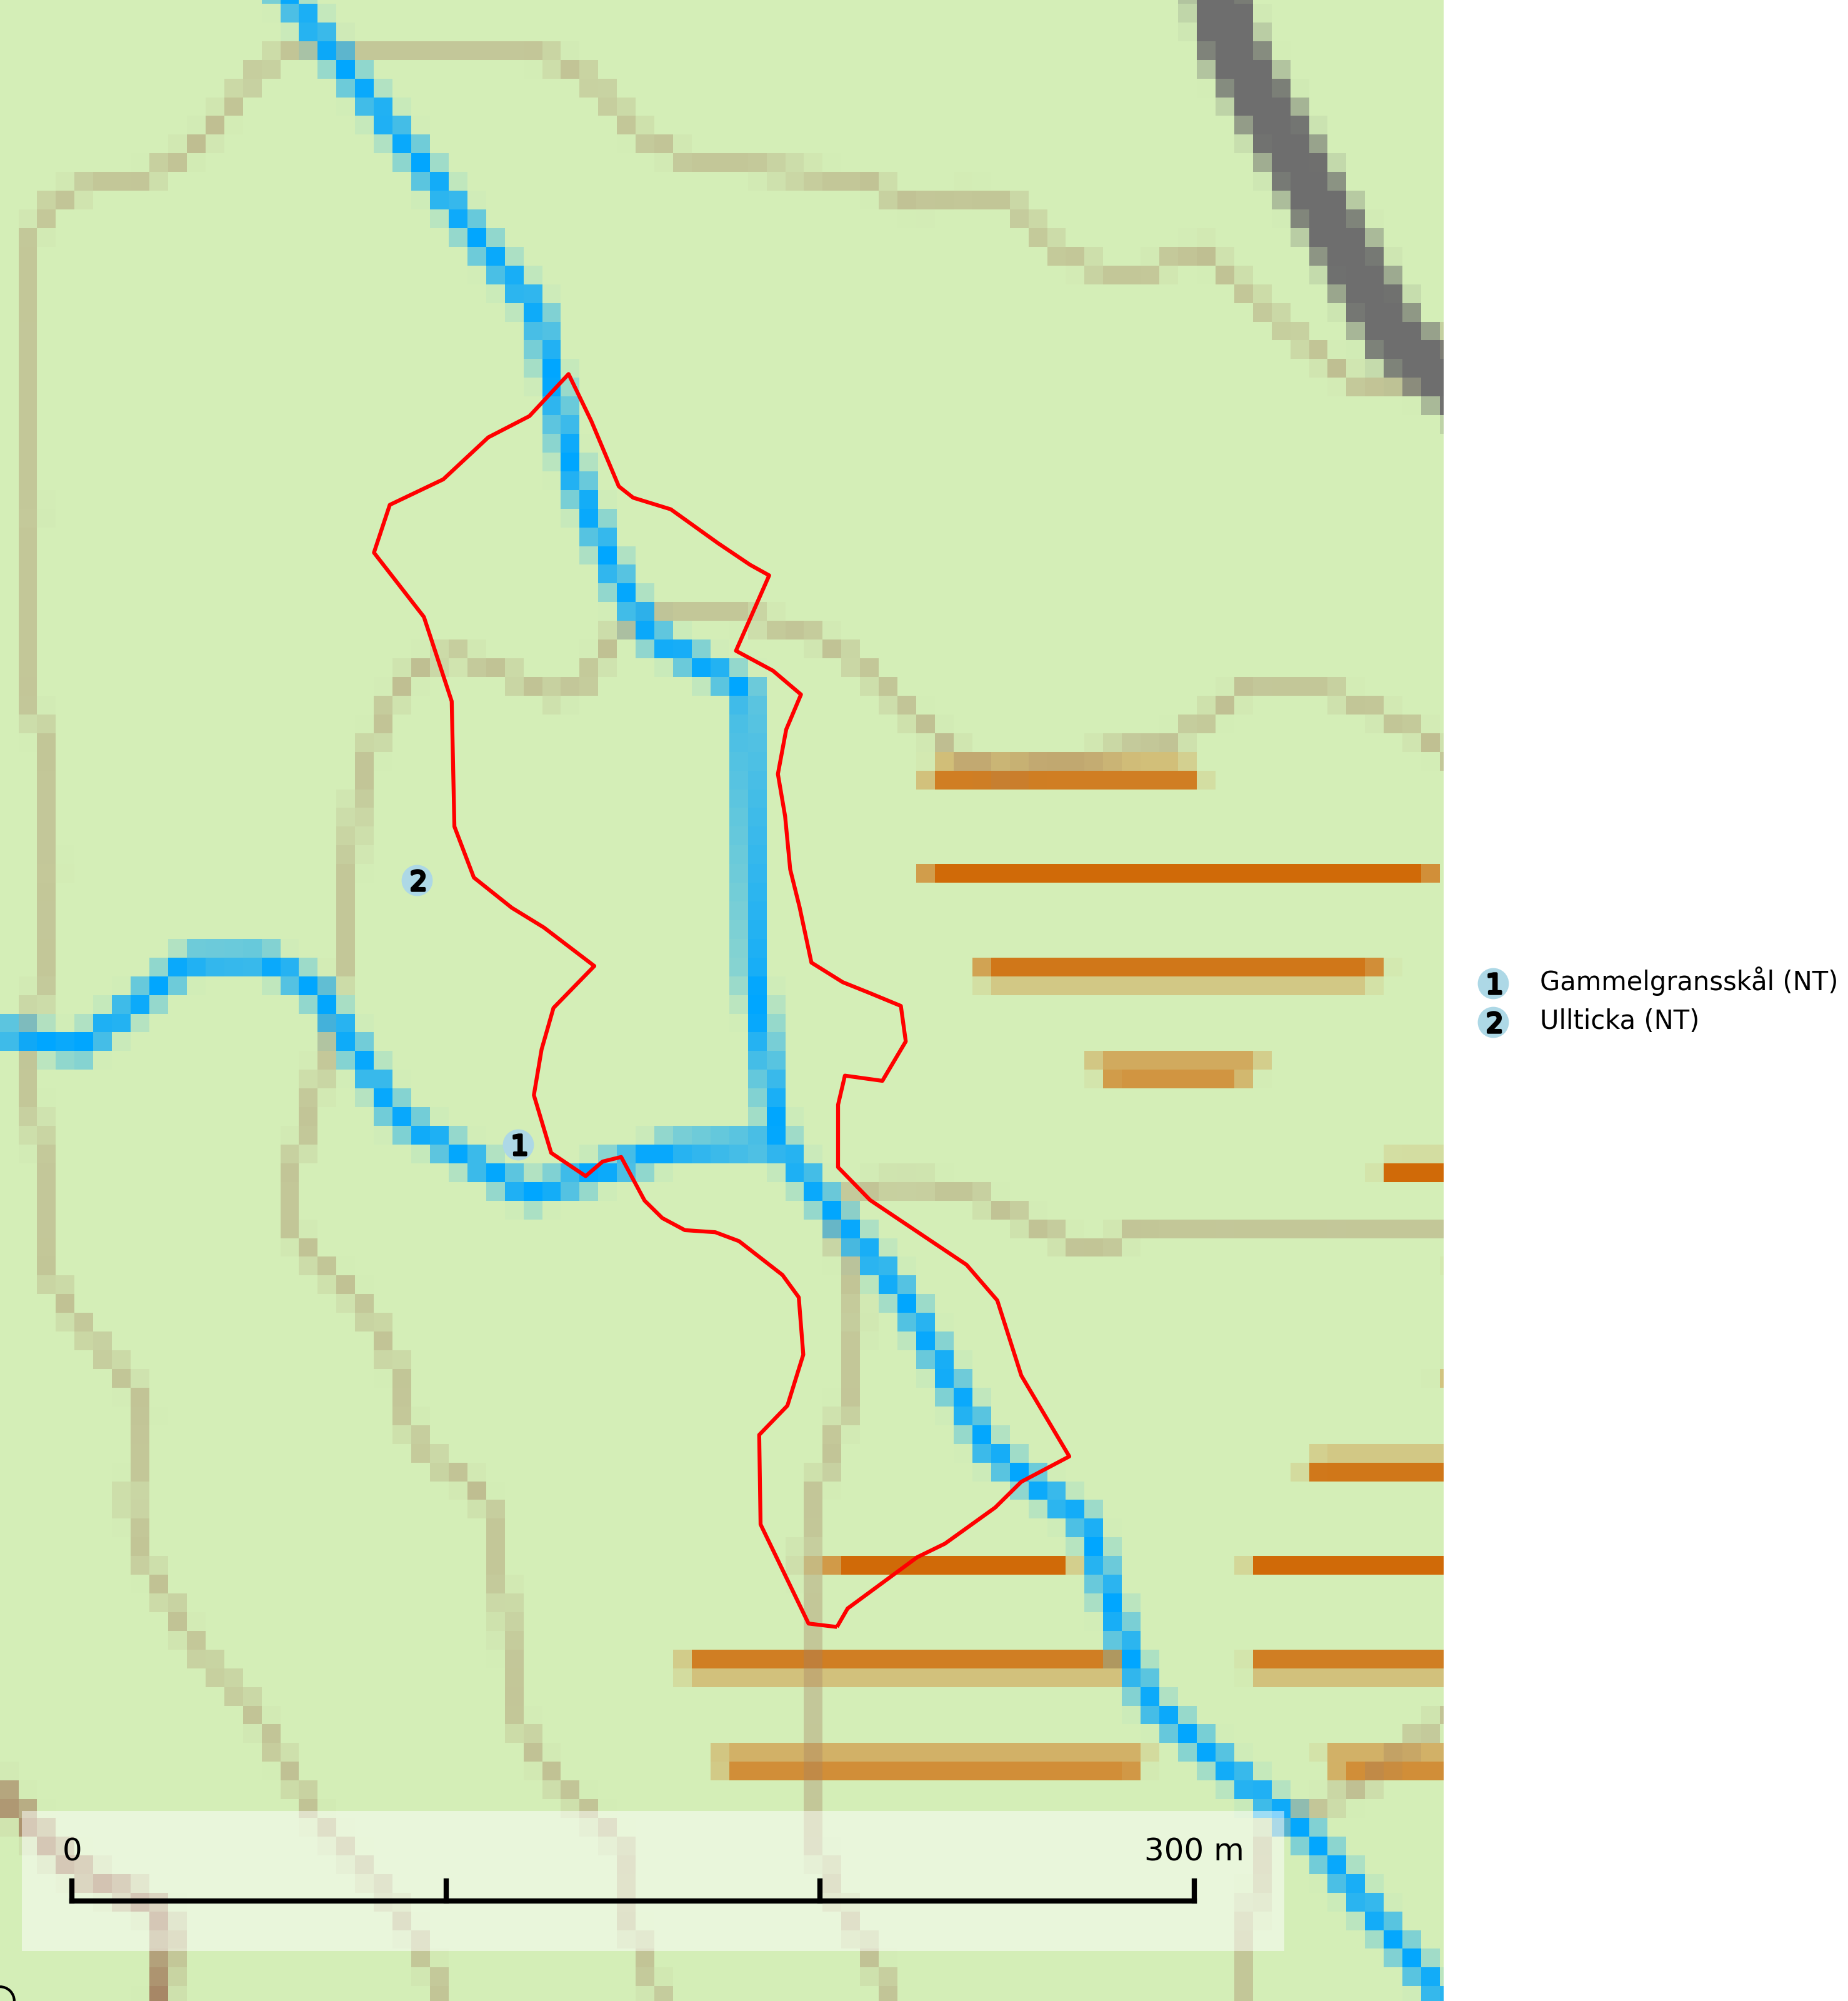 2
1
1 Gammelgransskål (NT)
2 Ullticka (NT)
0 300 m